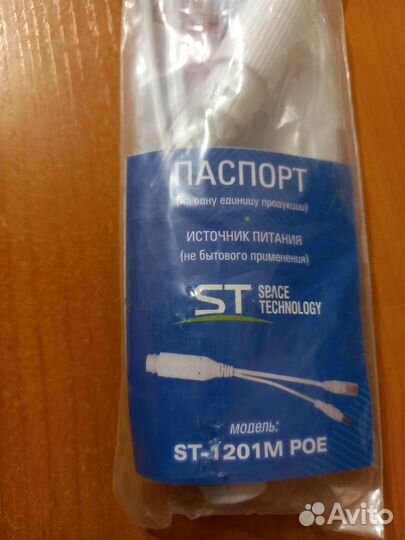 ПАСПОРТ
(на одну единицу продукции)
ИСТОЧНИК ПИТАНИЯ
(не бытового применения)
ST SPACE
TECHNOLOGY
модель:
ST-1201M POE
Avito